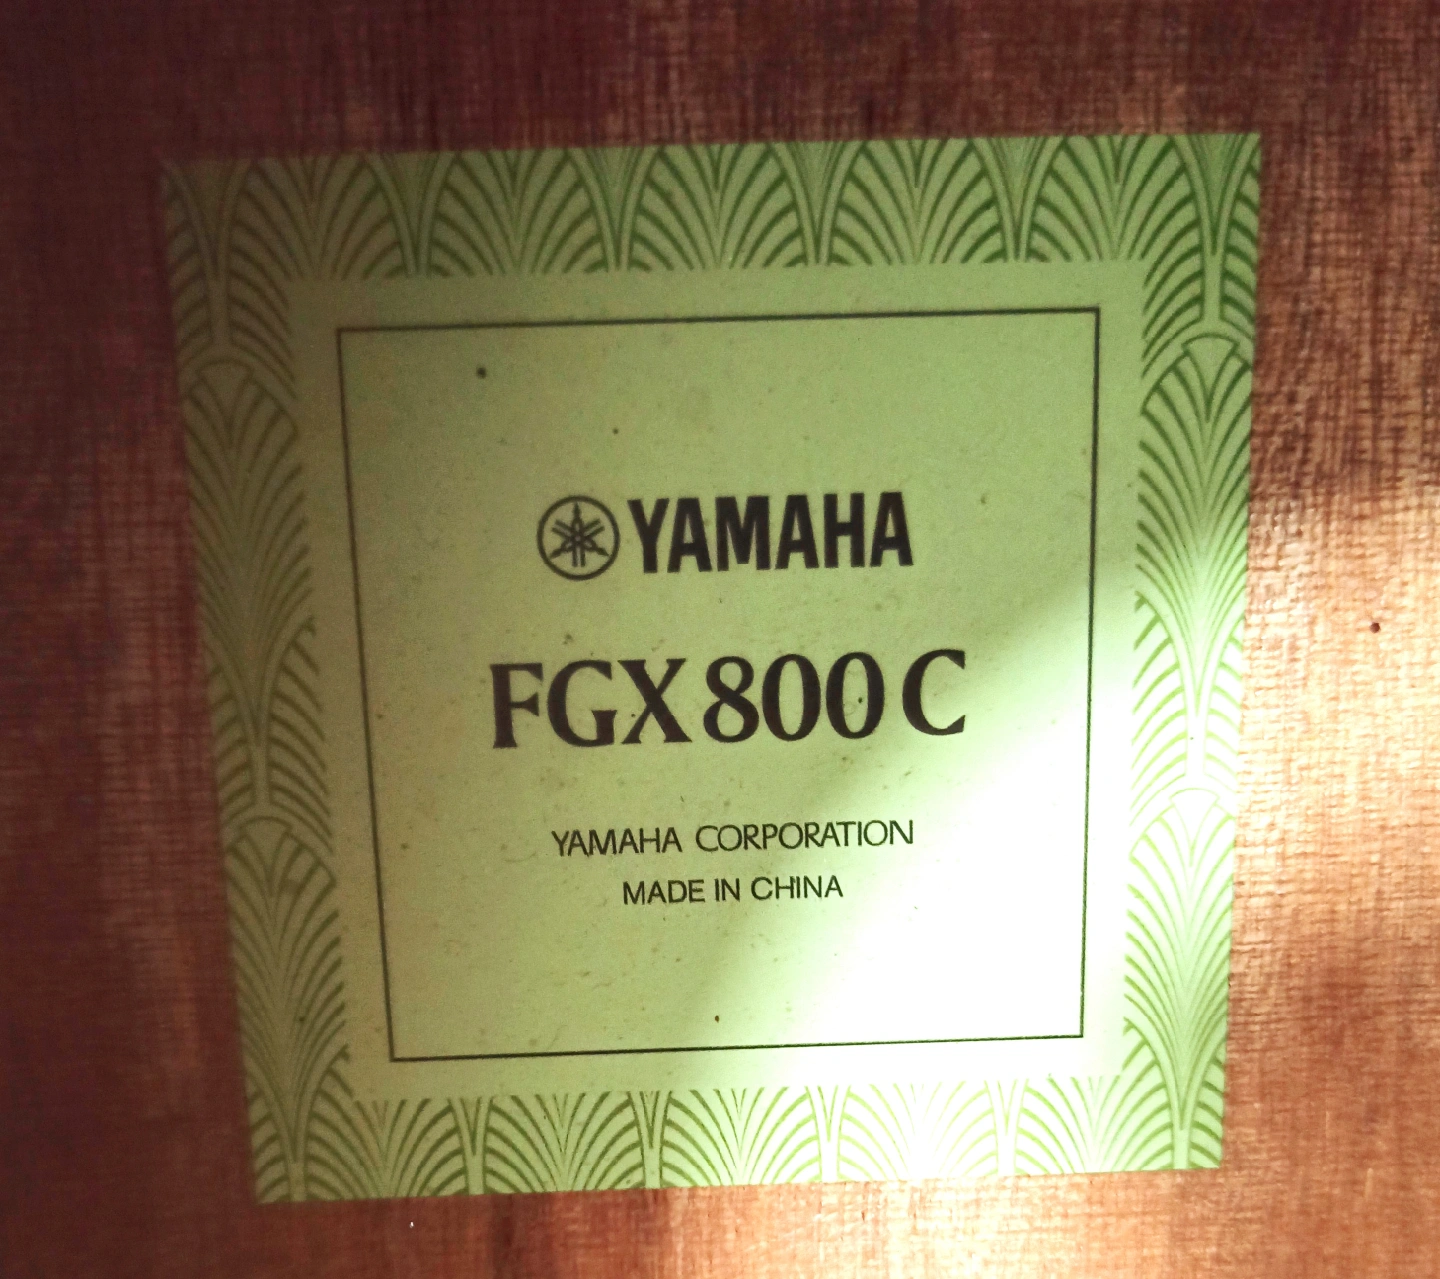 YAMAHA
FGX800C
YAMAHA CORPORATION
MADE IN CHINA